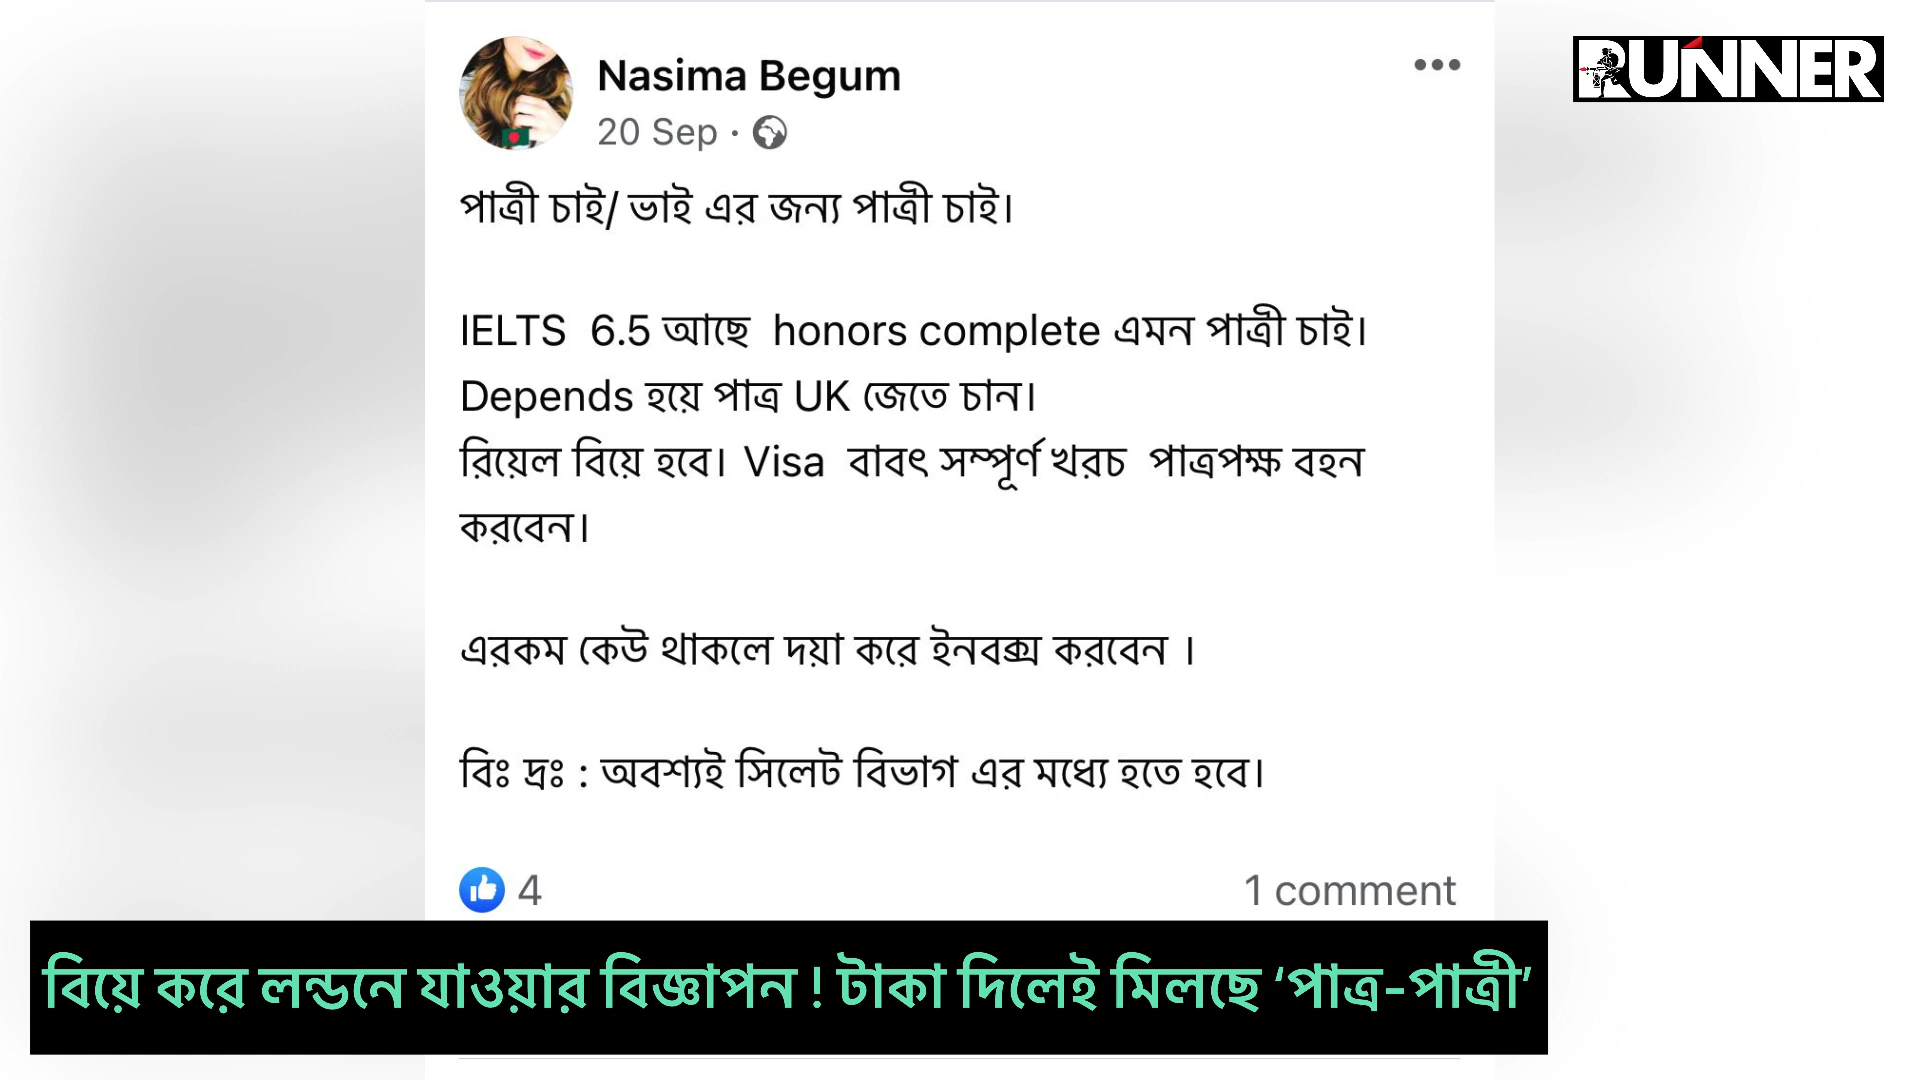 Nasima Begum
RUNNER
20 Sep ·
পাত্রী চাই/ ভাই এর জন্য পাত্রী চাই।
IELTS 6.5 আছে honors complete এমন পাত্রী চাই।
Depends হয়ে পাত্র UK জেতে চান।
রিয়েল বিয়ে হবে। Visa বাবৎ সম্পূর্ণ খরচ পাত্রপক্ষ বহন
করবেন।
এরকম কেউ থাকলে দয়া করে ইনবক্স করবেন ।
বিঃ দ্রঃ : অবশ্যই সিলেট বিভাগ এর মধ্যে হতে হবে।
4
1 comment
বিয়ে করে লন্ডনে যাওয়ার বিজ্ঞাপন ! টাকা দিলেই মিলছে ‘পাত্র-পাত্রী’